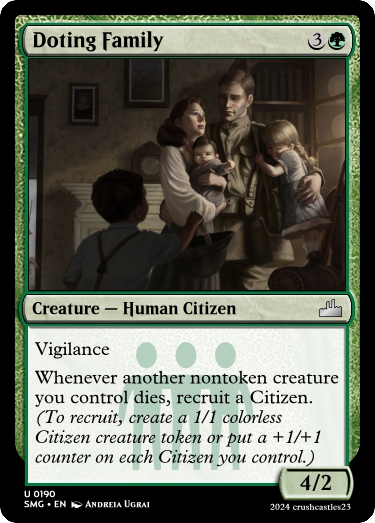 Doting Family 3
Creature — Human Citizen
Vigilance
Whenever another nontoken creature
you control dies, recruit a Citizen.
(To recruit, create a 1/1 colorless
Citizen creature token or put a +1/+1
counter on each Citizen you control.)
4/2
U 0190
SMG • EN Andreia Ugrai
2024 crushcastles23